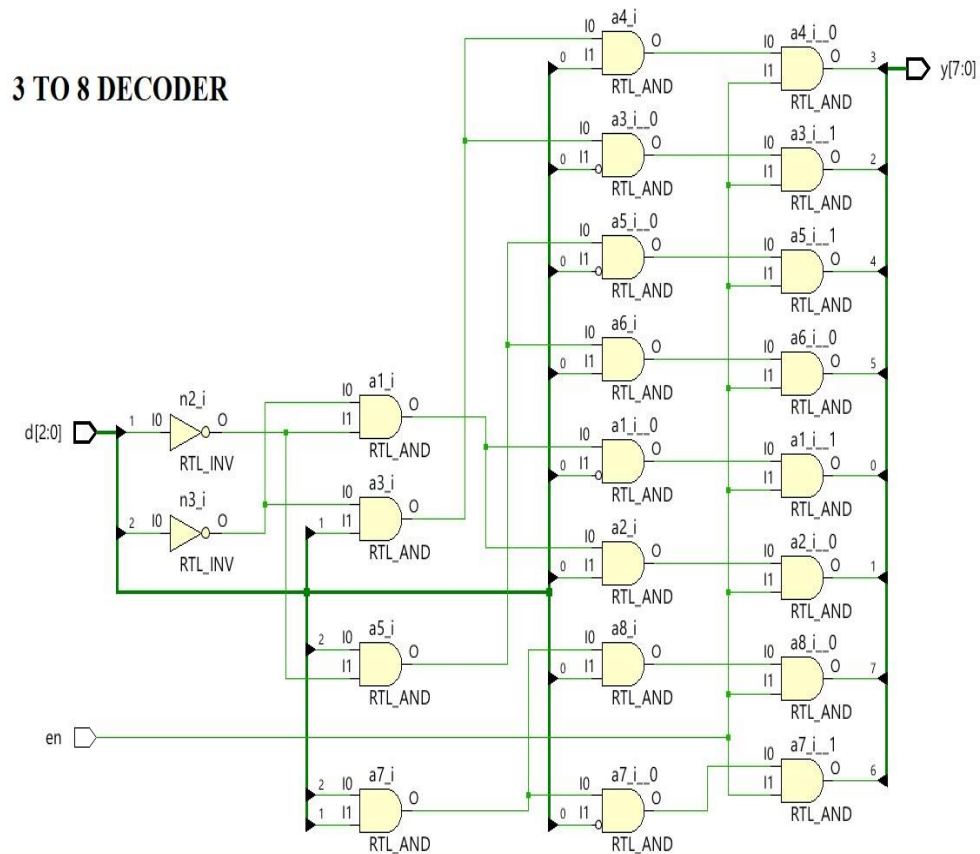 3 TO 8 DECODER
a4_i
I0
O
0
I1
RTL_AND
a4_i__0
I0
O
I1
3
RTL_AND
y[7:0]
a3_i__0
I0
O
0
I1
RTL_AND
a3_i__1
I0
O
I1
2
RTL_AND
a5_i__0
I0
O
0
I1
RTL_AND
a5_i__1
I0
O
I1
4
RTL_AND
a6_i
I0
O
0
I1
RTL_AND
a6_i__0
I0
O
I1
5
RTL_AND
d[2:0]
1
n2_i
I0
O
RTL_INV
a1_i
I0
O
I1
RTL_AND
a1_i__0
I0
O
0
I1
RTL_AND
a1_i__1
I0
O
I1
0
RTL_AND
2
n3_i
I0
O
RTL_INV
a3_i
I0
O
1
I1
RTL_AND
a2_i
I0
O
0
I1
RTL_AND
a2_i__0
I0
O
I1
1
RTL_AND
a5_i
2
I0
O
I1
RTL_AND
a8_i
I0
O
0
I1
RTL_AND
a8_i__0
I0
O
I1
7
RTL_AND
en
a7_i
2
I0
O
1
I1
RTL_AND
a7_i__0
I0
O
0
I1
RTL_AND
a7_i__1
I0
O
I1
6
RTL_AND